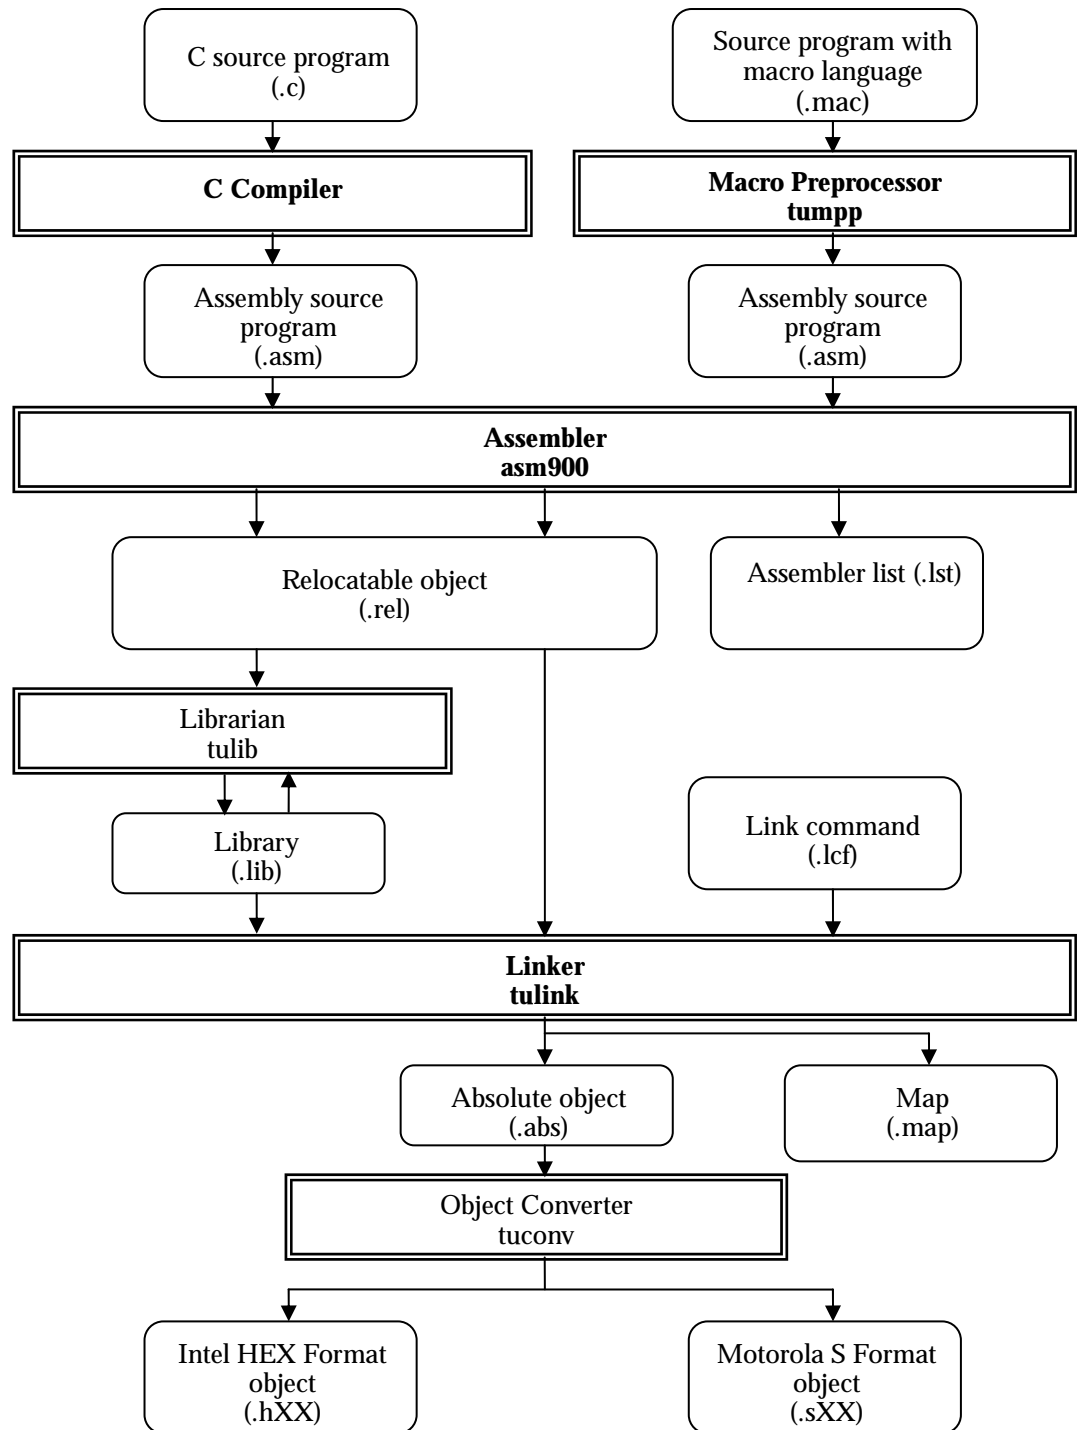 C source program
(.c)
Source program with
macro language
(.mac)
C Compiler
Macro Preprocessor
tumpp
Assembly source
program
(.asm)
Assembly source
program
(.asm)
Assembler
asm900
Relocatable object
(.rel)
Assembler list (.lst)
Librarian
tulib
Library
(.lib)
Link command
(.lcf)
Linker
tulink
Absolute object
(.abs)
Map
(.map)
Object Converter
tuconv
Intel HEX Format
object
(.hXX)
Motorola S Format
object
(.sXX)